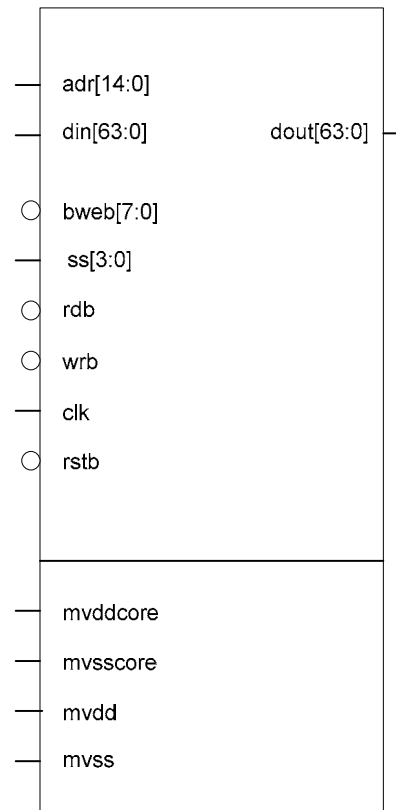 adr[14:0]
din[63:0] dout[63:0]
bweb[7:0]
ss[3:0]
rdb
wrb
clk
rstb
mvddcore
mvsscore
mvdd
mvss